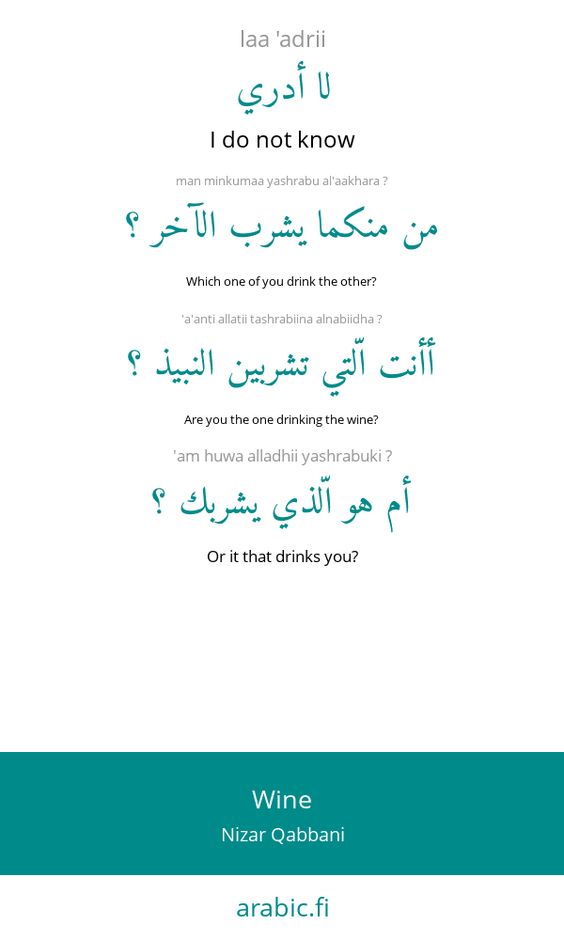 laa 'adrii
لا أدري
I do not know
man minkumaa yashrabu al'aakhara ?
من منكما يشرب الآخر ؟
Which one of you drink the other?
'a'anti allatii tashrabiina alnabiidha ?
أأنت الّتي تشربين النبيذ ؟
Are you the one drinking the wine?
'am huwa alladhii yashrabuki ?
أم هو الّذي يشربك ؟
Or it that drinks you?
Wine
Nizar Qabbani
arabic.fi